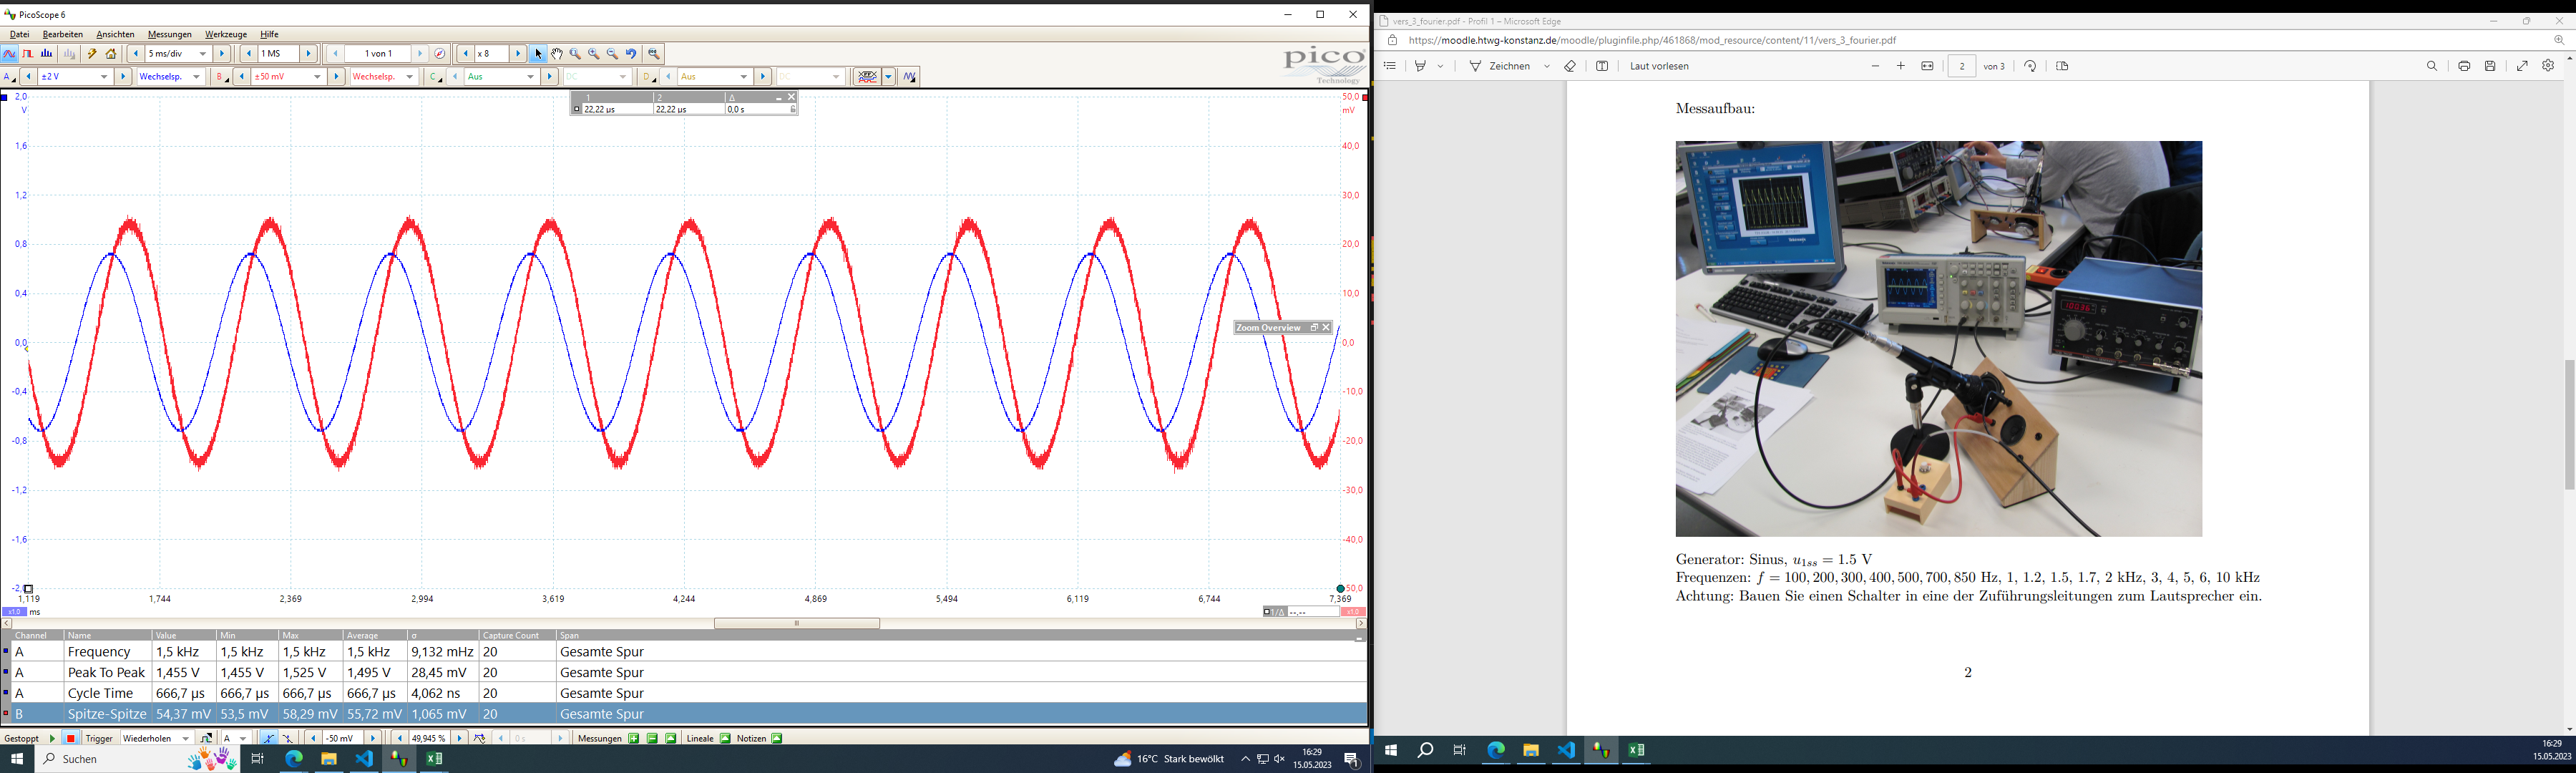 PicoScope 6
Datei Bearbeiten Ansichten Messungen Werkzeuge Hilfe
5 ms/div 1 MS 1 von 1 x 8
A ±2 V Wechselsp. B ±50 mV Wechselsp. C Aus DC D Aus DC
pico
Technology
1 2 Δ
22,22 µs 22,22 µs 0,0 s
2,0 50,0
V mV
1,6 40,0
1,2 30,0
0,8 20,0
0,4 10,0
Zoom Overview
0,0 0,0
-0,4 -10,0
-0,8 -20,0
-1,2 -30,0
-1,6 -40,0
-2,0 -50,0
1,119 1,744 2,369 2,994 3,619 4,244 4,869 5,494 6,119 6,744 7,369
x1,0 ms 1/Δ --,-- x1,0
Channel Name Value Min Max Average σ Capture Count Span
A Frequency 1,5 kHz 1,5 kHz 1,5 kHz 1,5 kHz 9,132 mHz 20 Gesamte Spur
A Peak To Peak 1,455 V 1,455 V 1,525 V 1,495 V 28,45 mV 20 Gesamte Spur
A Cycle Time 666,7 µs 666,7 µs 666,7 µs 666,7 µs 4,062 ns 20 Gesamte Spur
B Spitze-Spitze 54,37 mV 53,5 mV 58,29 mV 55,72 mV 1,065 mV 20 Gesamte Spur
Gestoppt Trigger Wiederholen A -50 mV 49,945 % 0 s Messungen Lineale Notizen
Suchen 16°C Stark bewölkt 16:29
15.05.2023 1
vers_3_fourier.pdf - Profil 1 – Microsoft Edge
https://moodle.htwg-konstanz.de/moodle/pluginfile.php/461868/mod_resource/content/11/vers_3_fourier.pdf
Zeichnen Laut vorlesen 2 von 3
Messaufbau:
Generator: Sinus, u1ss = 1.5 V
Frequenzen: f = 100, 200, 300, 400, 500, 700, 850 Hz, 1, 1.2, 1.5, 1.7, 2 kHz, 3, 4, 5, 6, 10 kHz
Achtung: Bauen Sie einen Schalter in eine der Zuführungsleitungen zum Lautsprecher ein.
2
16:29
15.05.2023